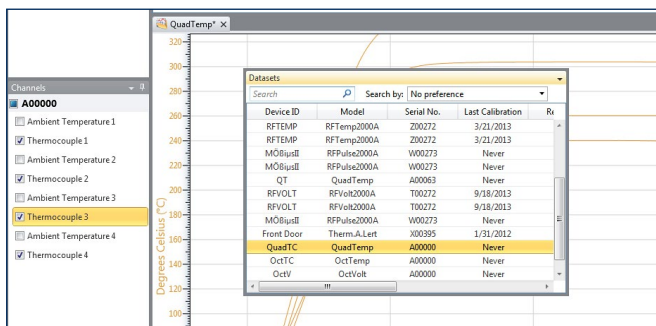 QuadTemp* ×
Channels
A00000
Ambient Temperature 1
Thermocouple 1
Ambient Temperature 2
Thermocouple 2
Ambient Temperature 3
Thermocouple 3
Ambient Temperature 4
Thermocouple 4
Degrees Celsius (°C)
320
300
280
260
240
220
200
180
160
140
120
100
Datasets
Search Search by: No preference
Device ID Model Serial No. Last Calibration Re
RFTEMP RFTemp2000A Z00272 3/21/2013
RFTEMP RFTemp2000A Z00272 3/21/2013
MÖßiµsII RFPulse2000A W00273 Never
MÖßiµsII RFPulse2000A W00273 Never
QT QuadTemp A00063 Never
RFVOLT RFVolt2000A T00272 9/18/2013
RFVOLT RFVolt2000A T00272 9/18/2013
MÖßiµsII RFPulse2000A W00273 Never
Front Door Therm.A.Lert X00395 1/31/2012
QuadTC QuadTemp A00000 Never
OctTC OctTemp A00000 Never
OctV OctVolt A00000 Never